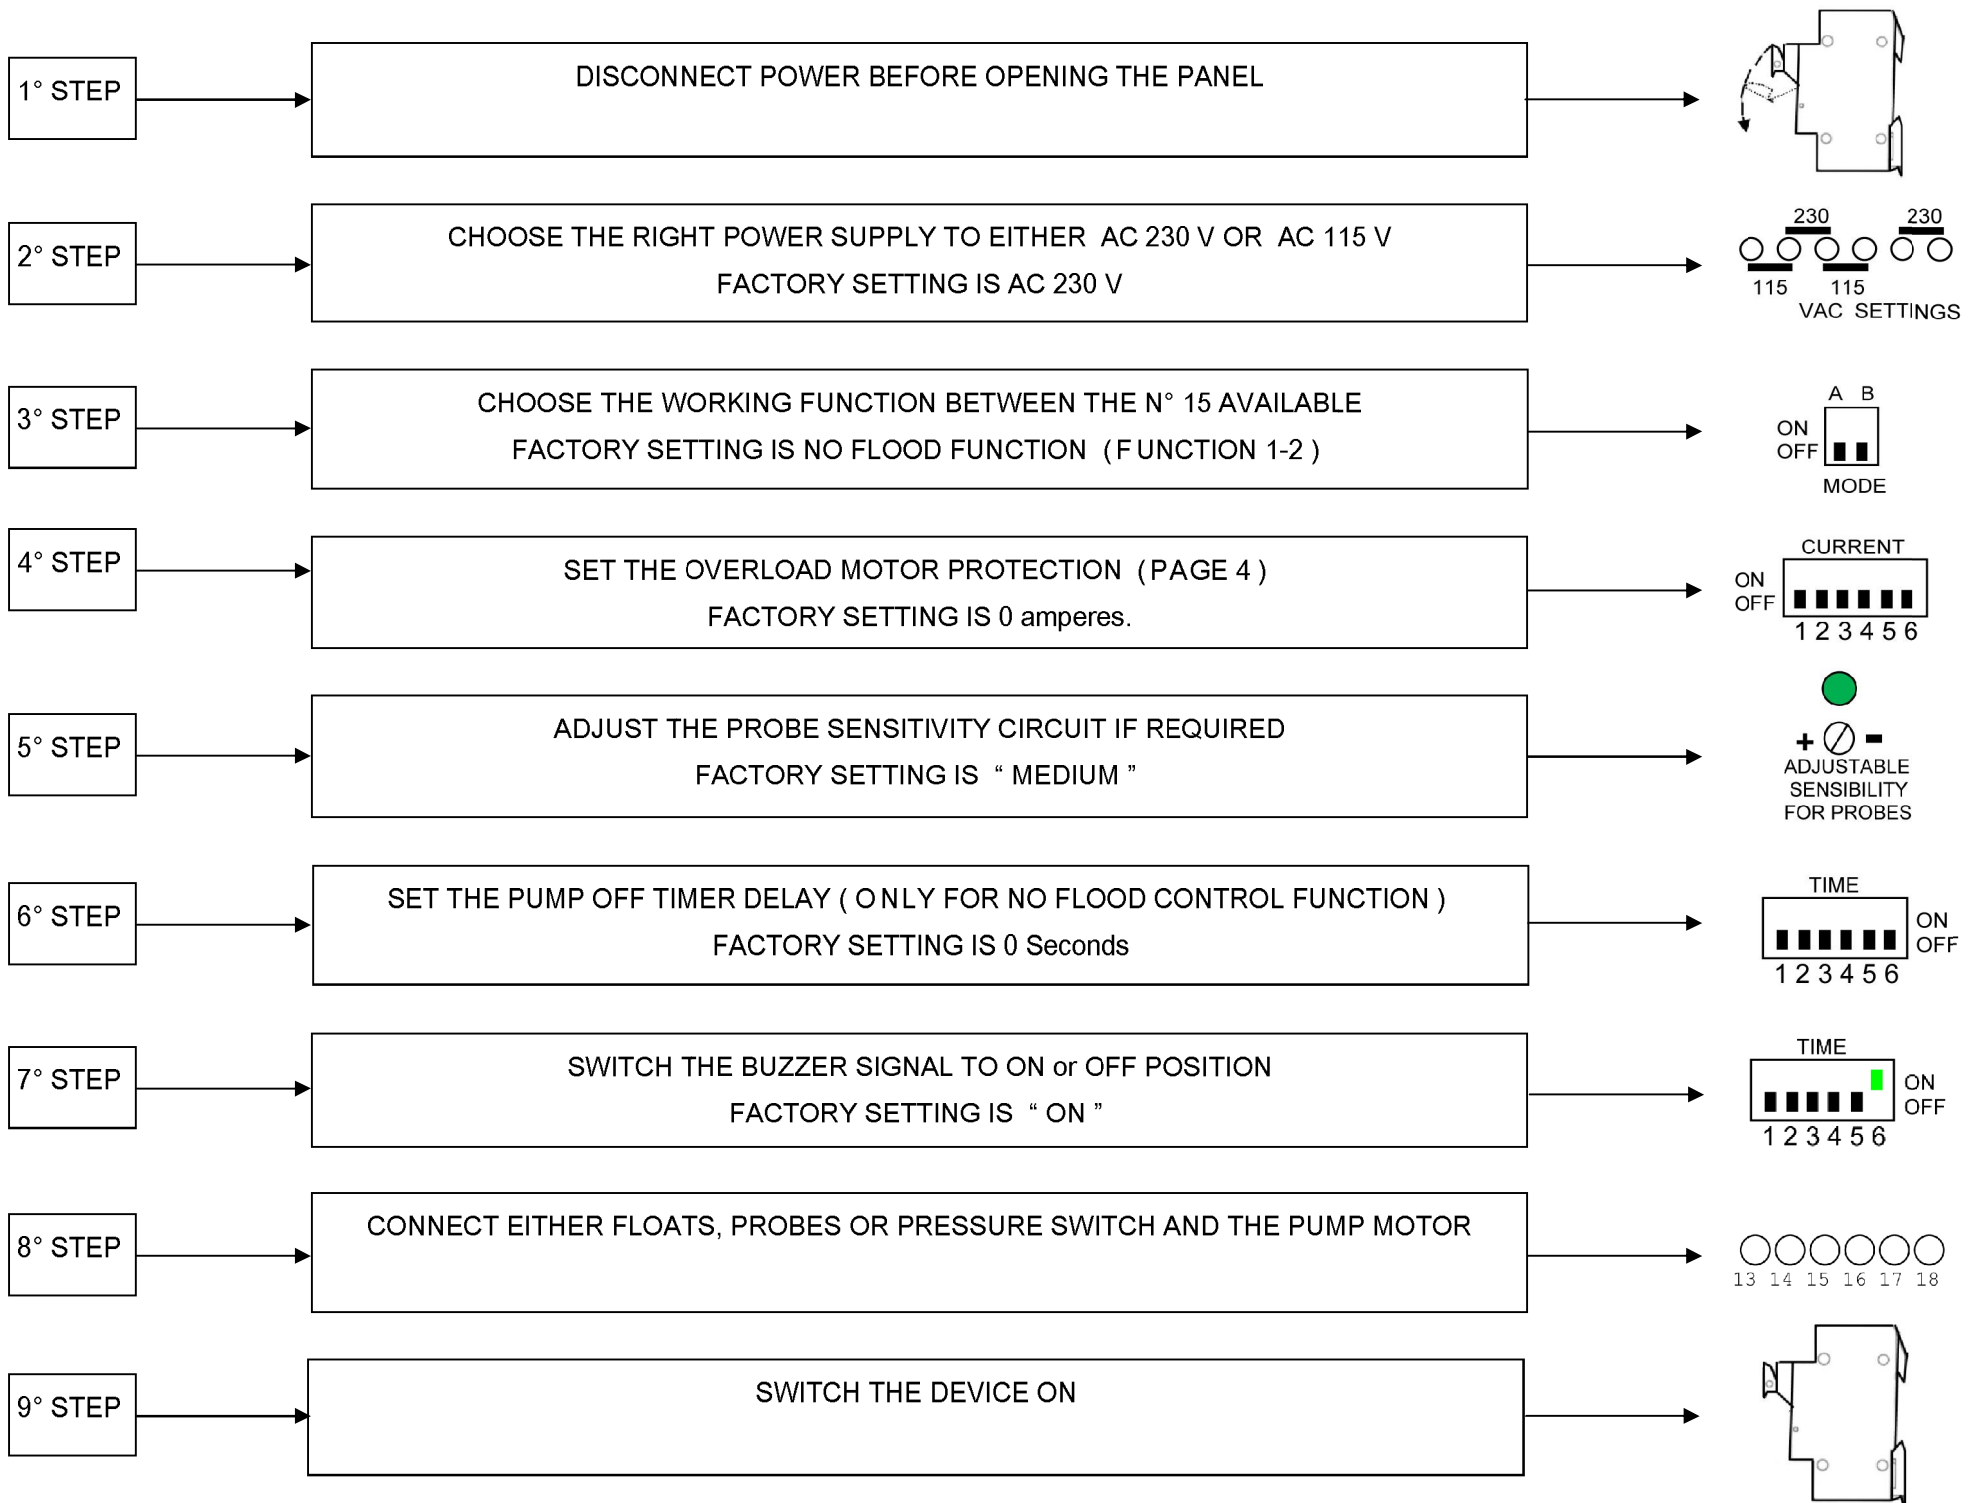 1° STEP
DISCONNECT POWER BEFORE OPENING THE PANEL
2° STEP
CHOOSE THE RIGHT POWER SUPPLY TO EITHER AC 230 V OR AC 115 V
FACTORY SETTING IS AC 230 V
230 230
115 115
VAC SETTINGS
3° STEP
CHOOSE THE WORKING FUNCTION BETWEEN THE N° 15 AVAILABLE
FACTORY SETTING IS NO FLOOD FUNCTION ( FUNCTION 1-2 )
A B
ON
OFF
MODE
4° STEP
SET THE OVERLOAD MOTOR PROTECTION ( PAGE 4 )
FACTORY SETTING IS 0 amperes.
CURRENT
ON
OFF
1 2 3 4 5 6
5° STEP
ADJUST THE PROBE SENSITIVITY CIRCUIT IF REQUIRED
FACTORY SETTING IS “ MEDIUM ”
+ -
ADJUSTABLE
SENSIBILITY
FOR PROBES
6° STEP
SET THE PUMP OFF TIMER DELAY ( ONLY FOR NO FLOOD CONTROL FUNCTION )
FACTORY SETTING IS 0 Seconds
TIME
ON
OFF
1 2 3 4 5 6
7° STEP
SWITCH THE BUZZER SIGNAL TO ON or OFF POSITION
FACTORY SETTING IS “ ON ”
TIME
ON
OFF
1 2 3 4 5 6
8° STEP
CONNECT EITHER FLOATS, PROBES OR PRESSURE SWITCH AND THE PUMP MOTOR
13 14 15 16 17 18
9° STEP
SWITCH THE DEVICE ON